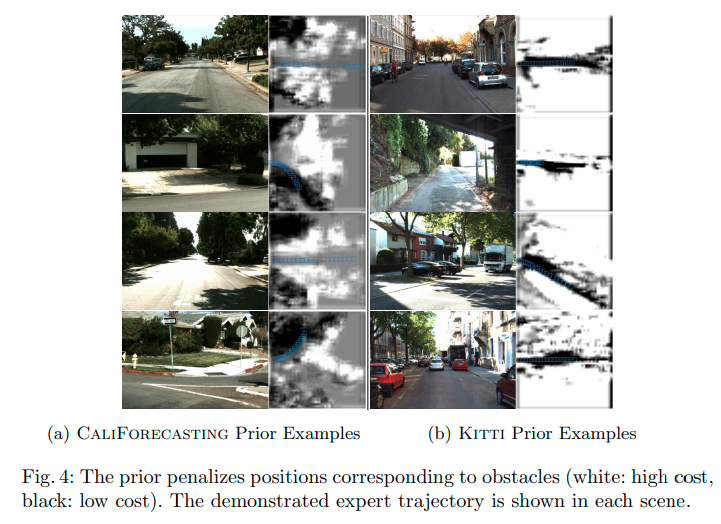 (a) CALIFORECASTING Prior Examples
(b) KITTI Prior Examples
Fig. 4: The prior penalizes positions corresponding to obstacles (white: high cost,
black: low cost). The demonstrated expert trajectory is shown in each scene.